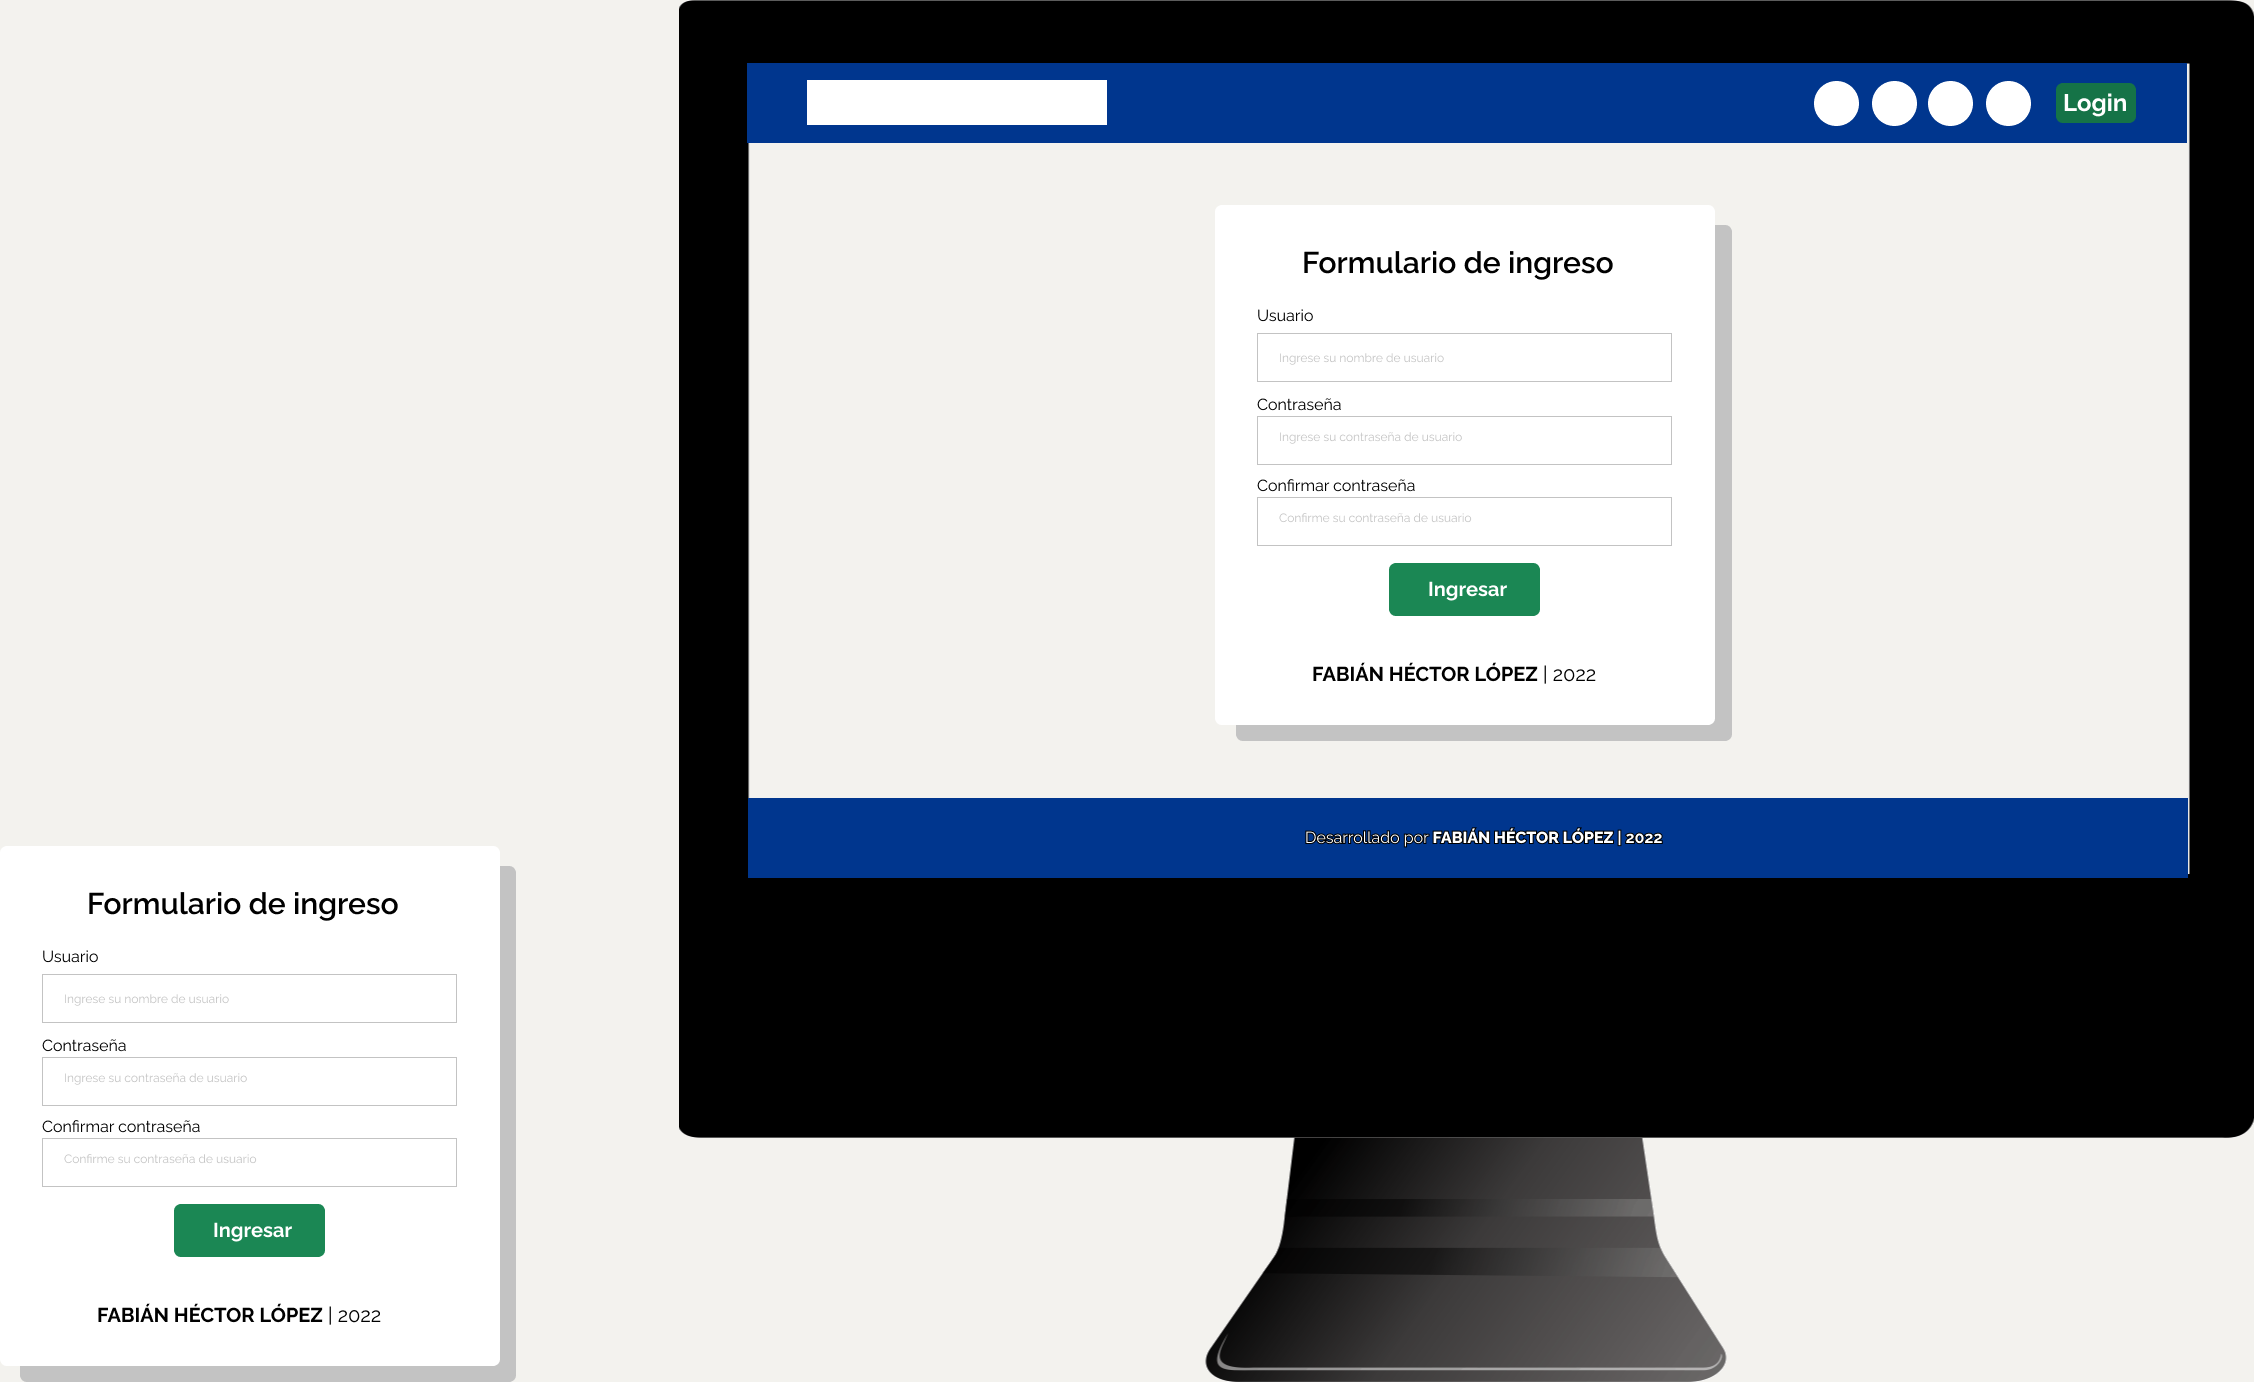 Login
Formulario de ingreso
Usuario
Ingrese su nombre de usuario
Contraseña
Ingrese su contraseña de usuario
Confirmar contraseña
Confirme su contraseña de usuario
Ingresar
FABIÁN HÉCTOR LÓPEZ | 2022
Desarrollado por FABIÁN HÉCTOR LÓPEZ | 2022
Formulario de ingreso
Usuario
Ingrese su nombre de usuario
Contraseña
Ingrese su contraseña de usuario
Confirmar contraseña
Confirme su contraseña de usuario
Ingresar
FABIÁN HÉCTOR LÓPEZ | 2022